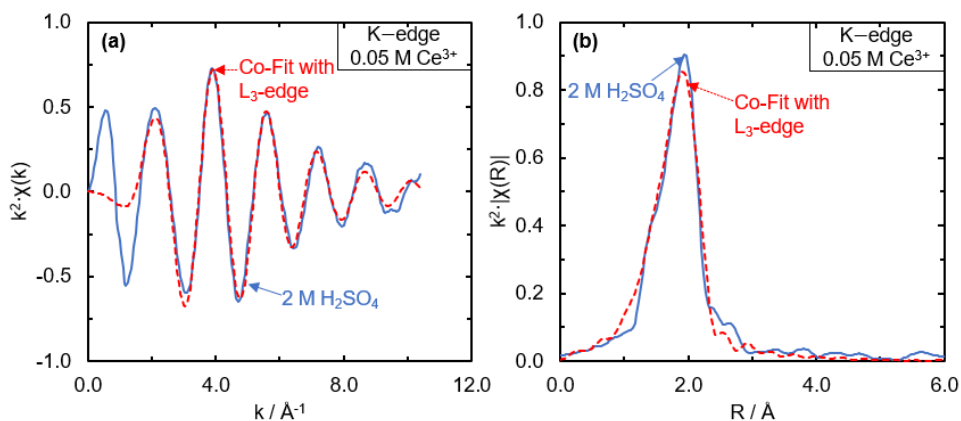 (a)
K−edge
0.05 M Ce³⁺
Co-Fit with
L₃-edge
2 M H₂SO₄
k²·χ(k)
1.0
0.5
0.0
-0.5
-1.0
0.0 4.0 8.0 12.0
k / Å⁻¹
(b)
K−edge
0.05 M Ce³⁺
2 M H₂SO₄
Co-Fit with
L₃-edge
k²·|χ(R)|
1.0
0.8
0.6
0.4
0.2
0.0
0.0 2.0 4.0 6.0
R / Å